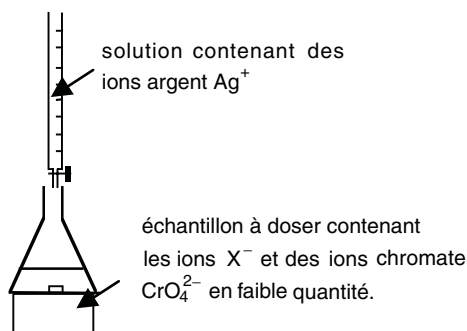 solution contenant des
ions argent Ag⁺
échantillon à doser contenant
les ions X⁻ et des ions chromate
CrO₄²⁻ en faible quantité.